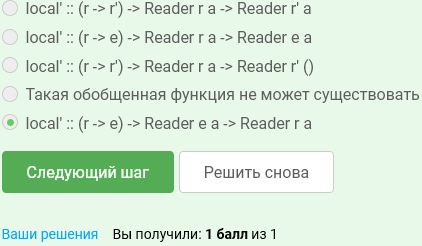 local' :: (r -> r') -> Reader r a -> Reader r' a
local' :: (r -> e) -> Reader r a -> Reader e a
local' :: (r -> r') -> Reader r a -> Reader r' ()
Такая обобщенная функция не может существовать
local' :: (r -> e) -> Reader e a -> Reader r a
Следующий шаг Решить снова
Ваши решения Вы получили: 1 балл из 1